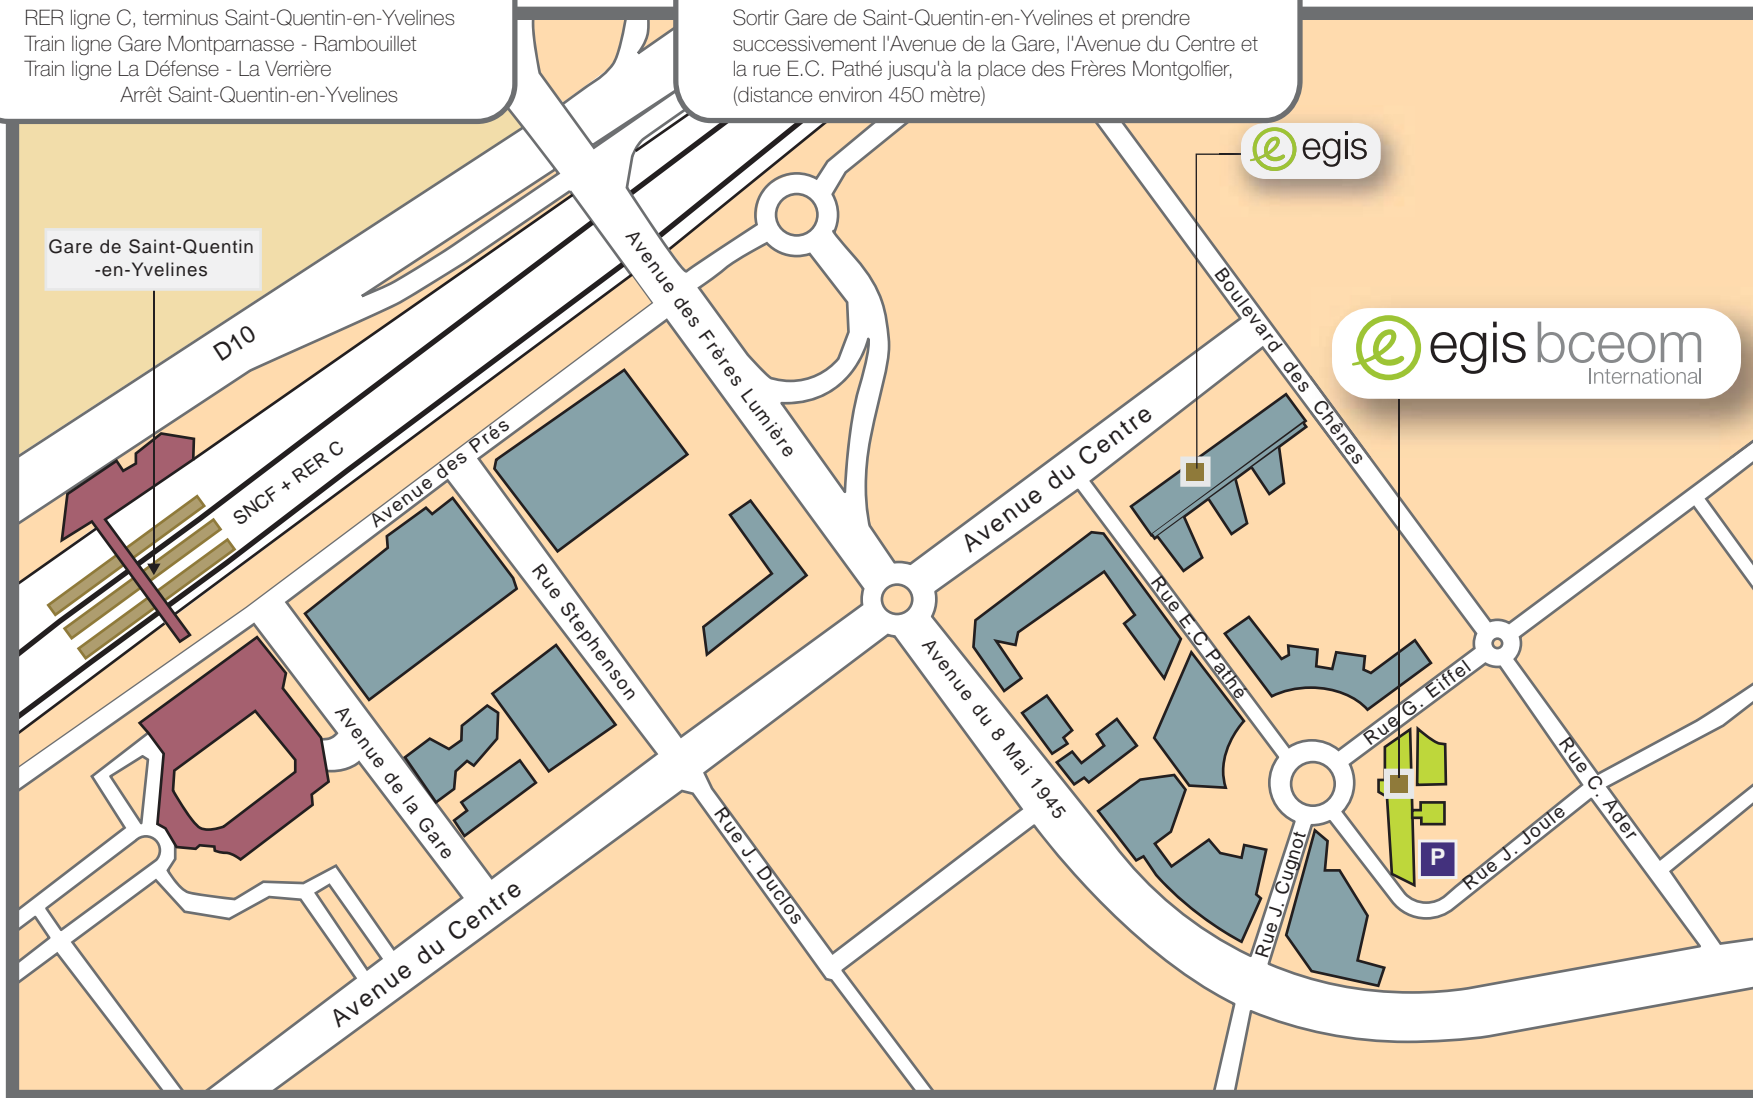 RER ligne C, terminus Saint-Quentin-en-Yvelines
Train ligne Gare Montparnasse - Rambouillet
Train ligne La Défense - La Verrière
Arrêt Saint-Quentin-en-Yvelines
Sortir Gare de Saint-Quentin-en-Yvelines et prendre
successivement l'Avenue de la Gare, l'Avenue du Centre et
la rue E.C. Pathé jusqu'à la place des Frères Montgolfier,
(distance environ 450 mètre)
egis
Gare de Saint-Quentin
-en-Yvelines
D10
Avenue des Frères Lumière
Boulevard des Chênes
egis bceom
International
SNCF + RER C
Avenue des Prés
Avenue du Centre
Rue Stephenson
Rue E.C Pathé
Avenue du 8 Mai 1945
Rue G. Eiffel
Avenue de la Gare
Rue J. Duclos
Rue C. Ader
Rue J. Joule
P
Rue J. Cugnot
Avenue du Centre